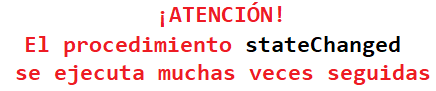 ¡ATENCIÓN!
El procedimiento stateChanged
se ejecuta muchas veces seguidas